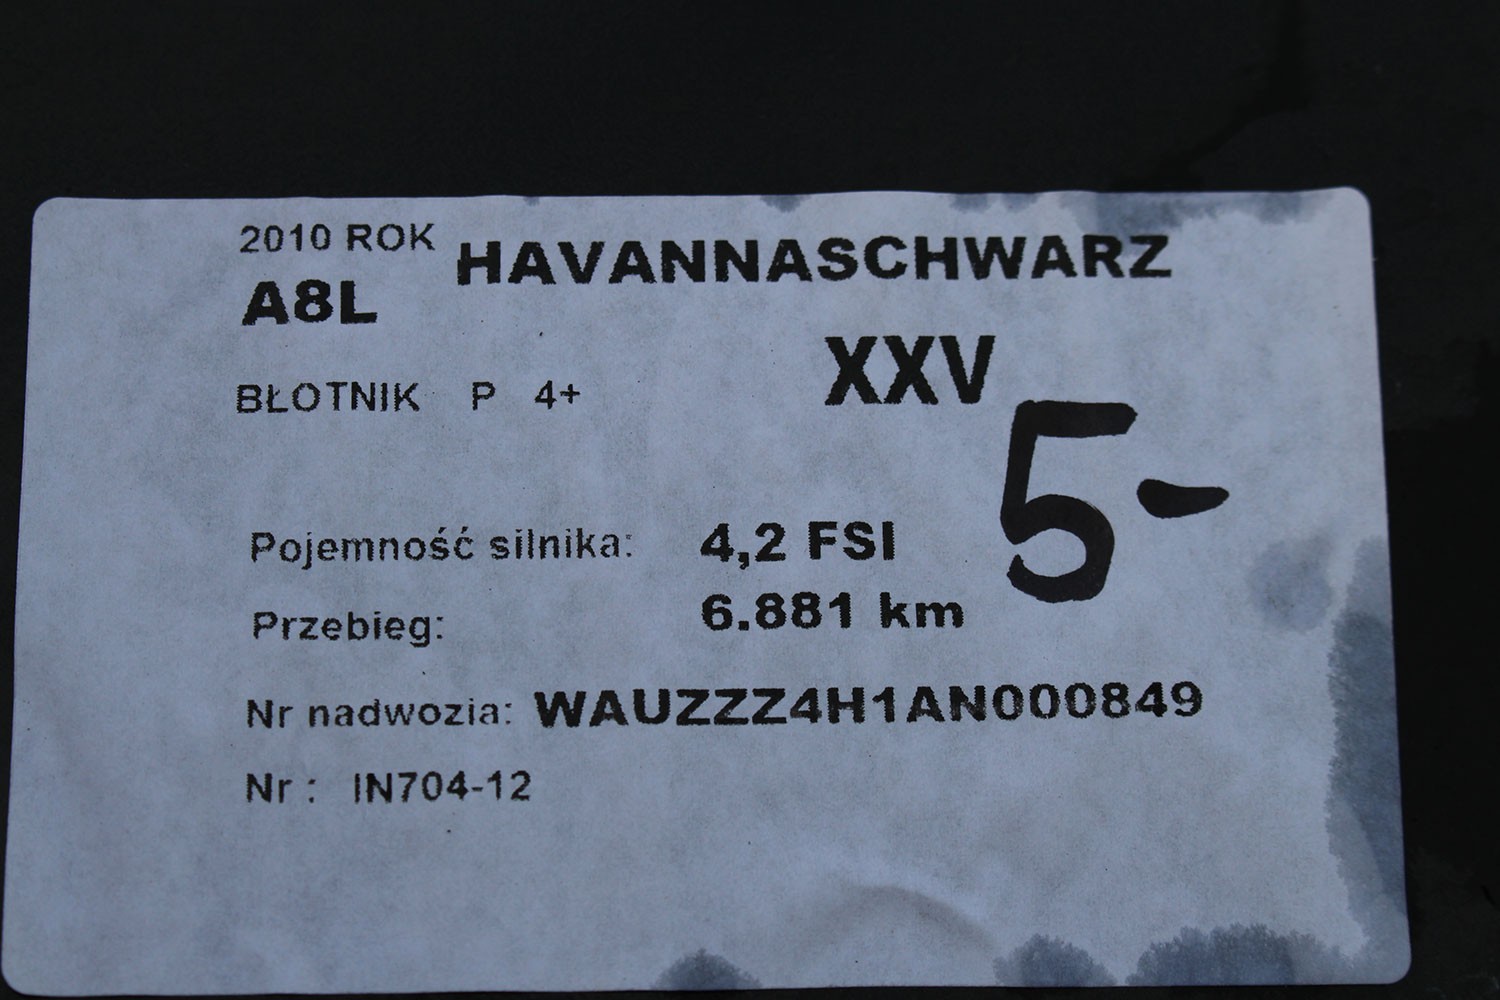 2010 ROK HAVANNASCHWARZ
A8L
XXV
BŁOTNIK P 4+
5-
Pojemność silnika: 4,2 FSI
Przebieg: 6.881 km
Nr nadwozia: WAUZZZ4H1AN000849
Nr : IN704-12